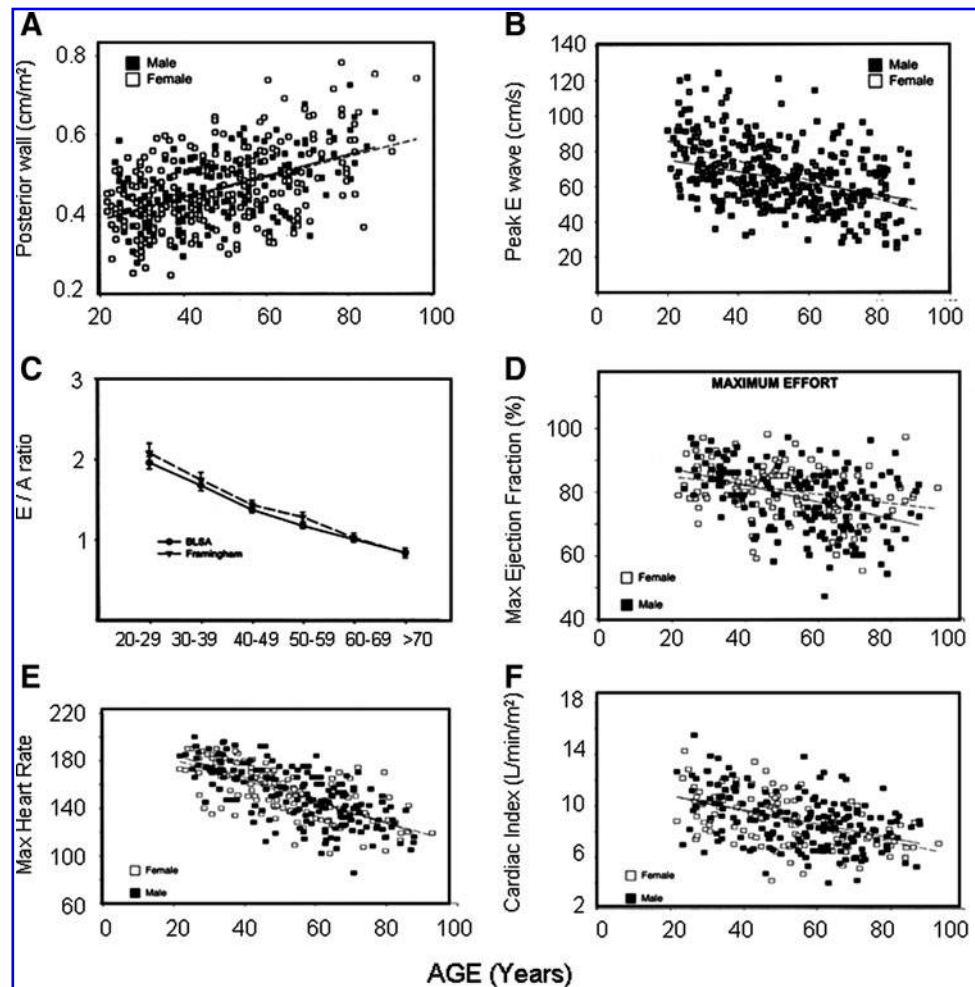 A
0.8
0.6
0.4
0.2
Posterior wall (cm/m²)
Male
Female
20 40 60 80 100
B
140
120
100
80
60
40
20
0
Peak E wave (cm/s)
Male
Female
0 20 40 60 80 100
C
3
2
1
E / A ratio
BLSA
Framingham
20-29 30-39 40-49 50-59 60-69 >70
D
MAXIMUM EFFORT
100
80
60
40
Max Ejection Fraction (%)
Female
Male
0 20 40 60 80 100
E
220
180
140
100
60
Max Heart Rate
Female
Male
0 20 40 60 80 100
F
18
14
10
6
2
Cardiac Index (L/min/m²)
Female
Male
0 20 40 60 80 100
AGE (Years)